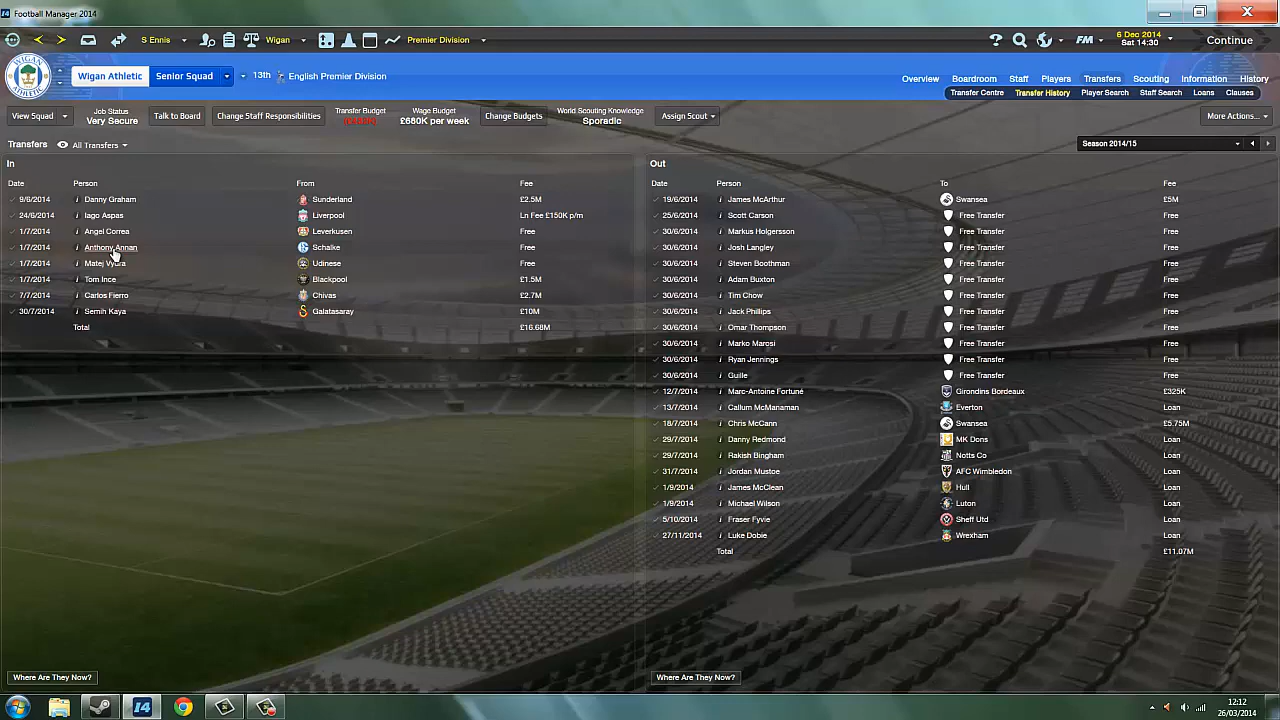 Football Manager 2014
S Ennis
Wigan
Premier Division
FM
6 Dec 2014
Sat 14:30
Continue
WIGAN
Wigan Athletic
Senior Squad
13th
English Premier Division
Overview Boardroom Staff Players Transfers Scouting Information History
Transfer Centre Transfer History Player Search Staff Search Loans Clauses
View Squad
Job Status
Very Secure
Talk to Board
Change Staff Responsibilities
Transfer Budget
Wage Budget
£680K per week
Change Budgets
World Scouting Knowledge
Sporadic
Assign Scout
More Actions...
Transfers All Transfers
Season 2014/15
In
Date Person From Fee
9/6/2014 i Danny Graham Sunderland £2.5M
24/6/2014 i Iago Aspas Liverpool Ln Fee £150K p/m
1/7/2014 i Angel Correa Leverkusen Free
1/7/2014 i Anthony Annan Schalke Free
1/7/2014 i Matej Vydra Udinese Free
1/7/2014 i Tom Ince Blackpool £1.5M
7/7/2014 i Carlos Fierro Chivas £2.7M
30/7/2014 i Semih Kaya Galatasaray £10M
Total £16.68M
Where Are They Now?
Out
Date Person To Fee
19/6/2014 i James McArthur Swansea £5M
25/6/2014 i Scott Carson Free Transfer Free
30/6/2014 i Markus Holgersson Free Transfer Free
30/6/2014 i Josh Langley Free Transfer Free
30/6/2014 i Steven Boothman Free Transfer Free
30/6/2014 i Adam Buxton Free Transfer Free
30/6/2014 i Tim Chow Free Transfer Free
30/6/2014 i Jack Phillips Free Transfer Free
30/6/2014 i Omar Thompson Free Transfer Free
30/6/2014 i Marko Marosi Free Transfer Free
30/6/2014 i Ryan Jennings Free Transfer Free
30/6/2014 i Guille Free Transfer Free
12/7/2014 i Marc-Antoine Fortuné Girondins Bordeaux £325K
13/7/2014 i Callum McManaman Everton Loan
18/7/2014 i Chris McCann Swansea £5.75M
29/7/2014 i Danny Redmond MK Dons Loan
29/7/2014 i Rakish Bingham Notts Co Loan
31/7/2014 i Jordan Mustoe AFC Wimbledon Loan
1/9/2014 i James McClean Hull Loan
1/9/2014 i Michael Wilson Luton Loan
5/10/2014 i Fraser Fyvie Sheff Utd Loan
27/11/2014 i Luke Dobie Wrexham Loan
Total £11.07M
Where Are They Now?
12:12
26/03/2014